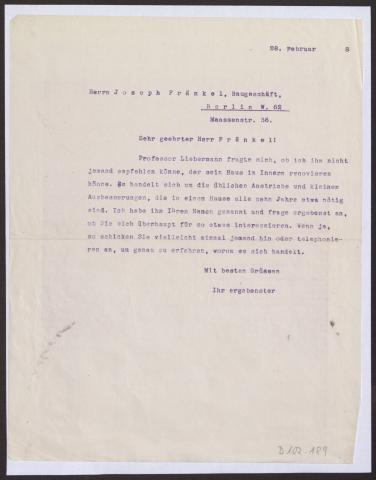 28. Februar 8
Herrn J o s e p h F r ä n k e l, Baugeschäft,
B e r l i n W. 62
Maassenstr. 36.
Sehr geehrter Herr F r ä n k e l!
Professor Liebermann fragte mich, ob ich ihm nicht
jemand empfehlen könne, der sein Haus im Innern renovieren
könne. Es handelt sich um die üblichen Anstriche und kleinen
Ausbesserungen, die in einem Hause alle zehn Jahre etwa nötig
sind. Ich habe ihm Ihren Namen genannt und frage ergebenst an,
ob Sie sich überhaupt für so etwas interessieren. Wenn ja,
so schicken Sie vielleicht einmal jemand hin oder telephonie-
ren an, um genau zu erfahren, worum es sich handelt.
Mit besten Grüssen
Ihr ergebenster
D 102-189